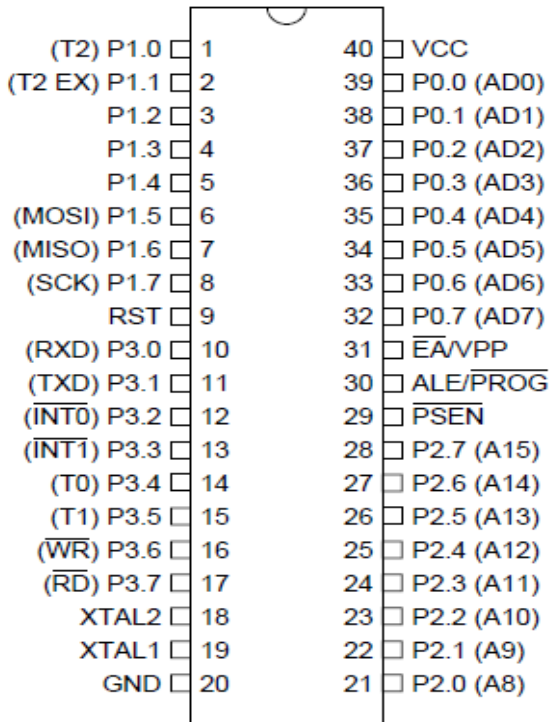 (T2) P1.0 1 40 VCC
(T2 EX) P1.1 2 39 P0.0 (AD0)
P1.2 3 38 P0.1 (AD1)
P1.3 4 37 P0.2 (AD2)
P1.4 5 36 P0.3 (AD3)
(MOSI) P1.5 6 35 P0.4 (AD4)
(MISO) P1.6 7 34 P0.5 (AD5)
(SCK) P1.7 8 33 P0.6 (AD6)
RST 9 32 P0.7 (AD7)
(RXD) P3.0 10 31 E̅A̅/VPP
(TXD) P3.1 11 30 ALE/P̅R̅O̅G̅
(I̅N̅T̅0̅) P3.2 12 29 P̅S̅E̅N̅
(I̅N̅T̅1̅) P3.3 13 28 P2.7 (A15)
(T0) P3.4 14 27 P2.6 (A14)
(T1) P3.5 15 26 P2.5 (A13)
(W̅R̅) P3.6 16 25 P2.4 (A12)
(R̅D̅) P3.7 17 24 P2.3 (A11)
XTAL2 18 23 P2.2 (A10)
XTAL1 19 22 P2.1 (A9)
GND 20 21 P2.0 (A8)